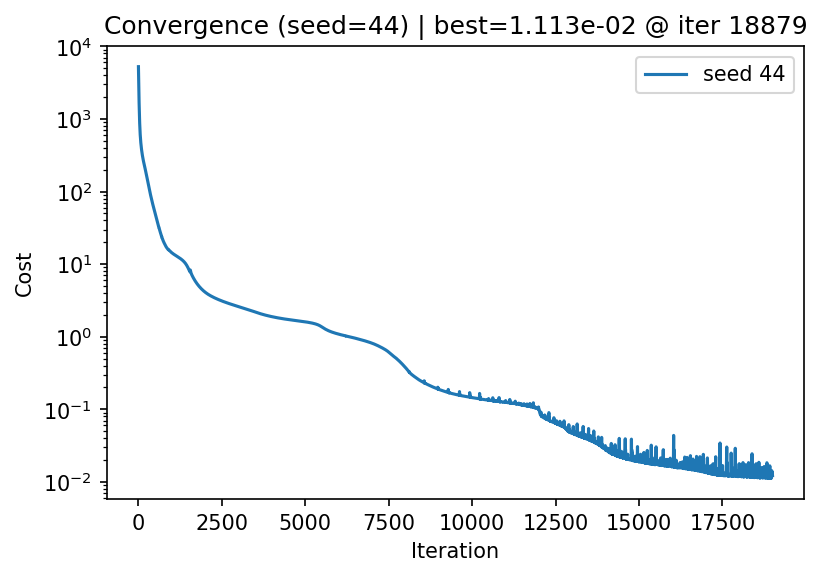 Convergence (seed=44) | best=1.113e-02 @ iter 18879
seed 44
10⁴
10³
10²
10¹
10⁰
10⁻¹
10⁻²
Cost
0 2500 5000 7500 10000 12500 15000 17500
Iteration